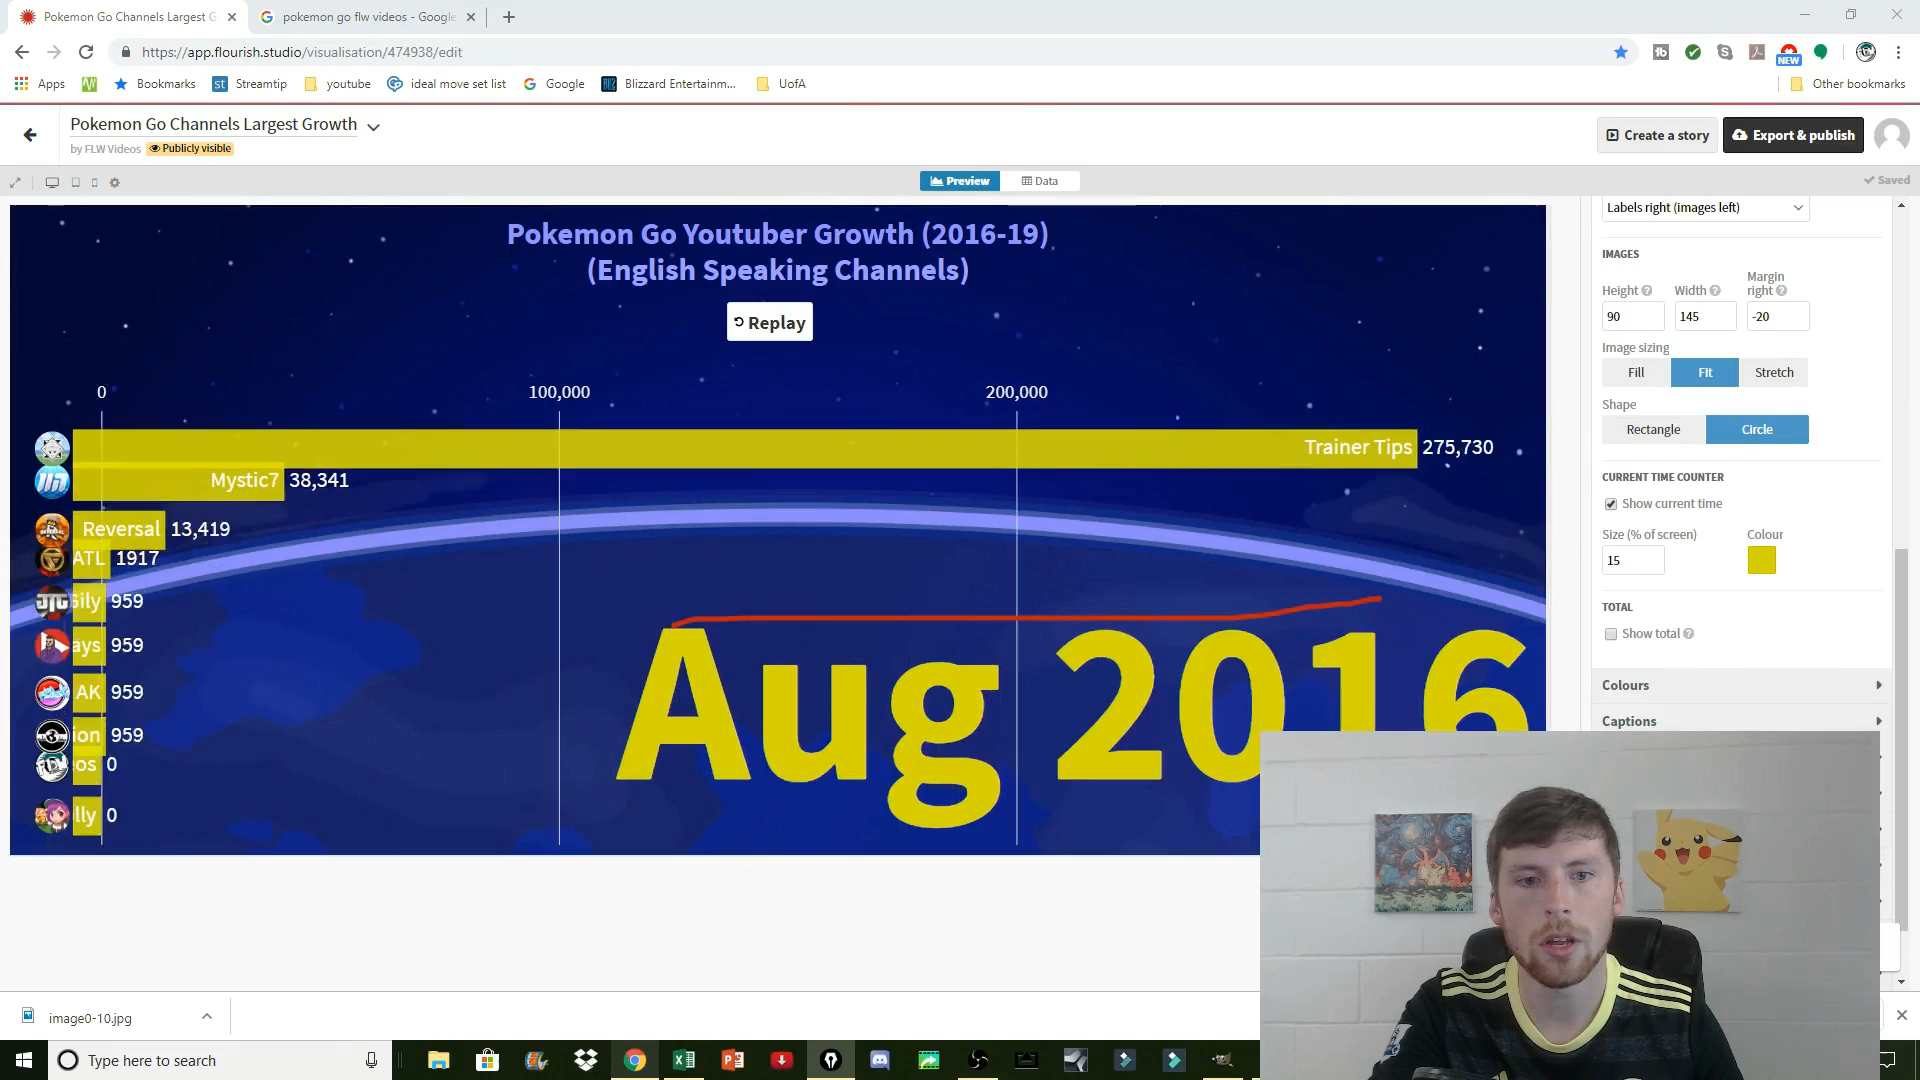 Pokemon Go Channels Largest G
pokemon go flw videos - Google
https://app.flourish.studio/visualisation/474938/edit
NEW
Apps
Bookmarks
Streamtip
youtube
ideal move set list
Google
Blizzard Entertainm...
UofA
Other bookmarks
Pokemon Go Channels Largest Growth
by FLW Videos
Publicly visible
Create a story
Export & publish
Preview
Data
Saved
Pokemon Go Youtuber Growth (2016-19)
(English Speaking Channels)
Replay
0
100,000
200,000
Trainer Tips 275,730
Mystic7 38,341
Reversal 13,419
ATL 1917
Gily 959
ays 959
AK 959
ion 959
os 0
lly 0
Aug 2016
Labels right (images left)
IMAGES
Height
Width
Margin right
90
145
-20
Image sizing
Fill
Fit
Stretch
Shape
Rectangle
Circle
CURRENT TIME COUNTER
Show current time
Size (% of screen)
Colour
15
TOTAL
Show total
Colours
Captions
image0-10.jpg
Type here to search